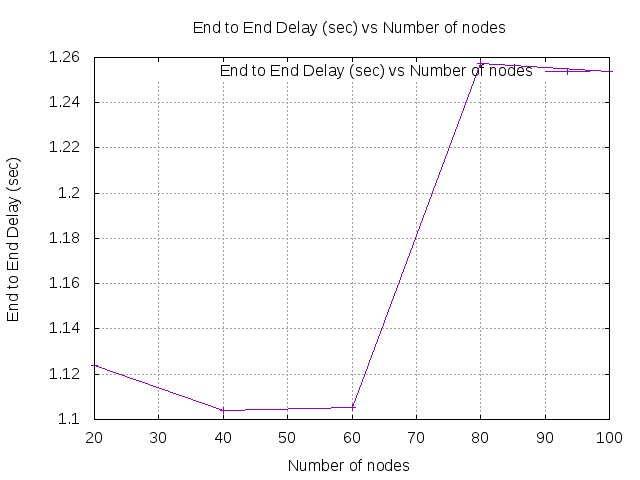 End to End Delay (sec) vs Number of nodes
1.26
End to End Delay (sec) vs Number of nodes
1.24
1.22
1.2
1.18
1.16
1.14
1.12
1.1
End to End Delay (sec)
20 30 40 50 60 70 80 90 100
Number of nodes